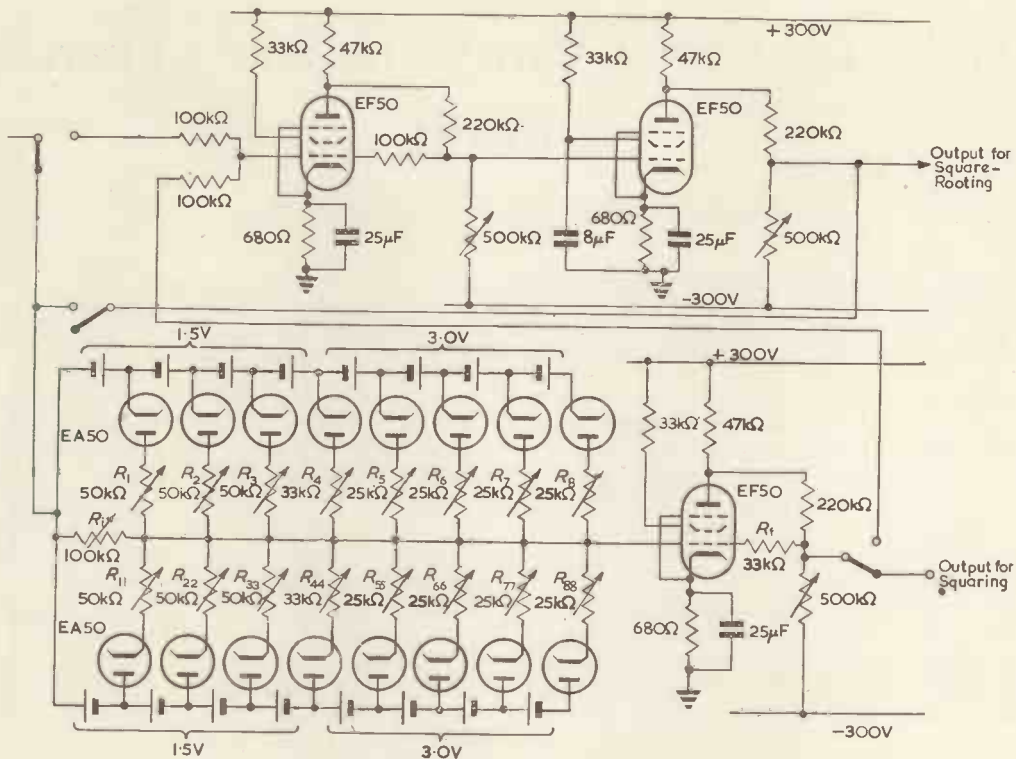 +300V
33kΩ
47kΩ
33kΩ
47kΩ
EF50
EF50
100kΩ
100kΩ
220kΩ
220kΩ
Output for
Square-
Rooting
100kΩ
680Ω
25μF
500kΩ
680Ω
8μF
25μF
500kΩ
-300V
1·5V
3·0V
+300V
EA50
33kΩ
47kΩ
EF50
R1
50kΩ
R2
50kΩ
R3
50kΩ
R4
33kΩ
R5
25kΩ
R6
25kΩ
R7
25kΩ
R8
25kΩ
220kΩ
Ri
100kΩ
Rf
33kΩ
Output for
Squaring
R11
50kΩ
R22
50kΩ
R33
50kΩ
R44
33kΩ
R55
25kΩ
R66
25kΩ
R77
25kΩ
R88
25kΩ
500kΩ
EA50
680Ω
25μF
1·5V
3·0V
-300V